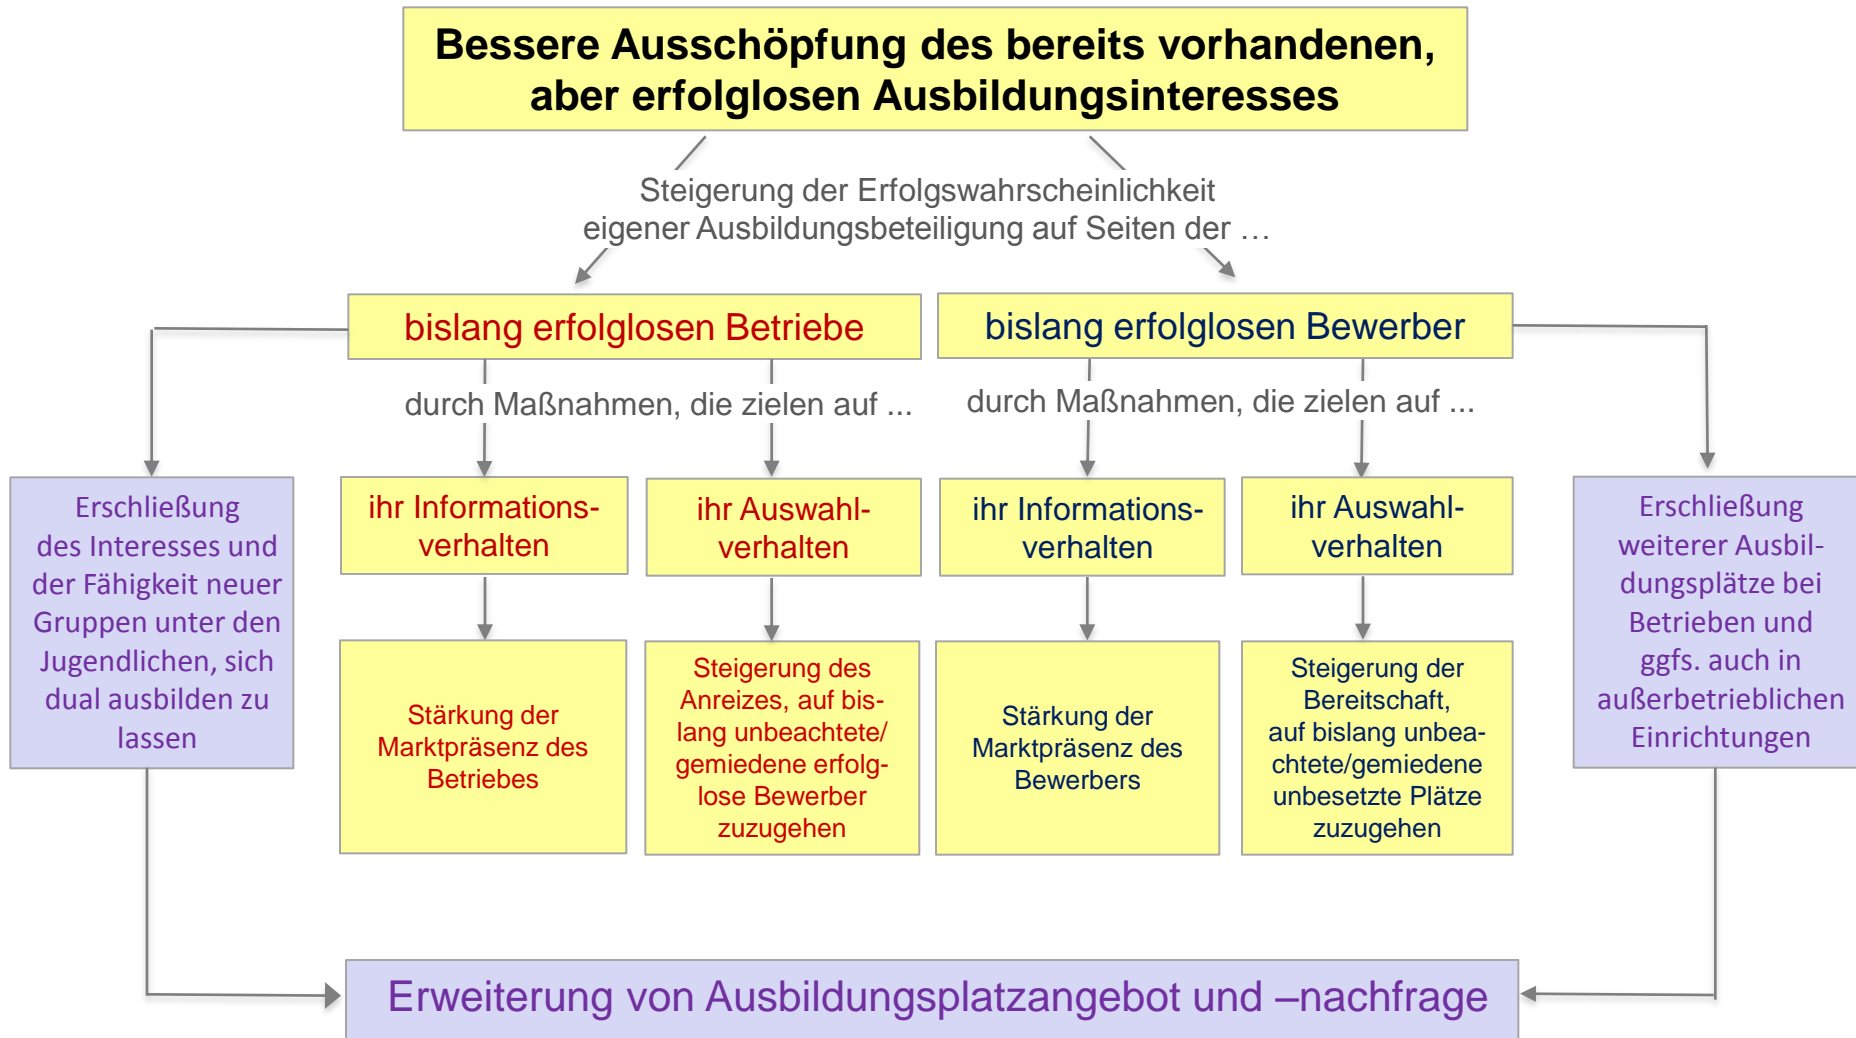 Bessere Ausschöpfung des bereits vorhandenen,
aber erfolglosen Ausbildungsinteresses
Steigerung der Erfolgswahrscheinlichkeit
eigener Ausbildungsbeteiligung auf Seiten der …
bislang erfolglosen Betriebe
bislang erfolglosen Bewerber
durch Maßnahmen, die zielen auf ...
durch Maßnahmen, die zielen auf ...
Erschließung
des Interesses und
der Fähigkeit neuer
Gruppen unter den
Jugendlichen, sich
dual ausbilden zu
lassen
ihr Informations-
verhalten
ihr Auswahl-
verhalten
ihr Informations-
verhalten
ihr Auswahl-
verhalten
Erschließung
weiterer Ausbil-
dungsplätze bei
Betrieben und
ggfs. auch in
außerbetrieblichen
Einrichtungen
Stärkung der
Marktpräsenz des
Betriebes
Steigerung des
Anreizes, auf bis-
lang unbeachtete/
gemiedene erfolg-
lose Bewerber
zuzugehen
Stärkung der
Marktpräsenz des
Bewerbers
Steigerung der
Bereitschaft,
auf bislang unbea-
chtete/gemiedene
unbesetzte Plätze
zuzugehen
Erweiterung von Ausbildungsplatzangebot und –nachfrage